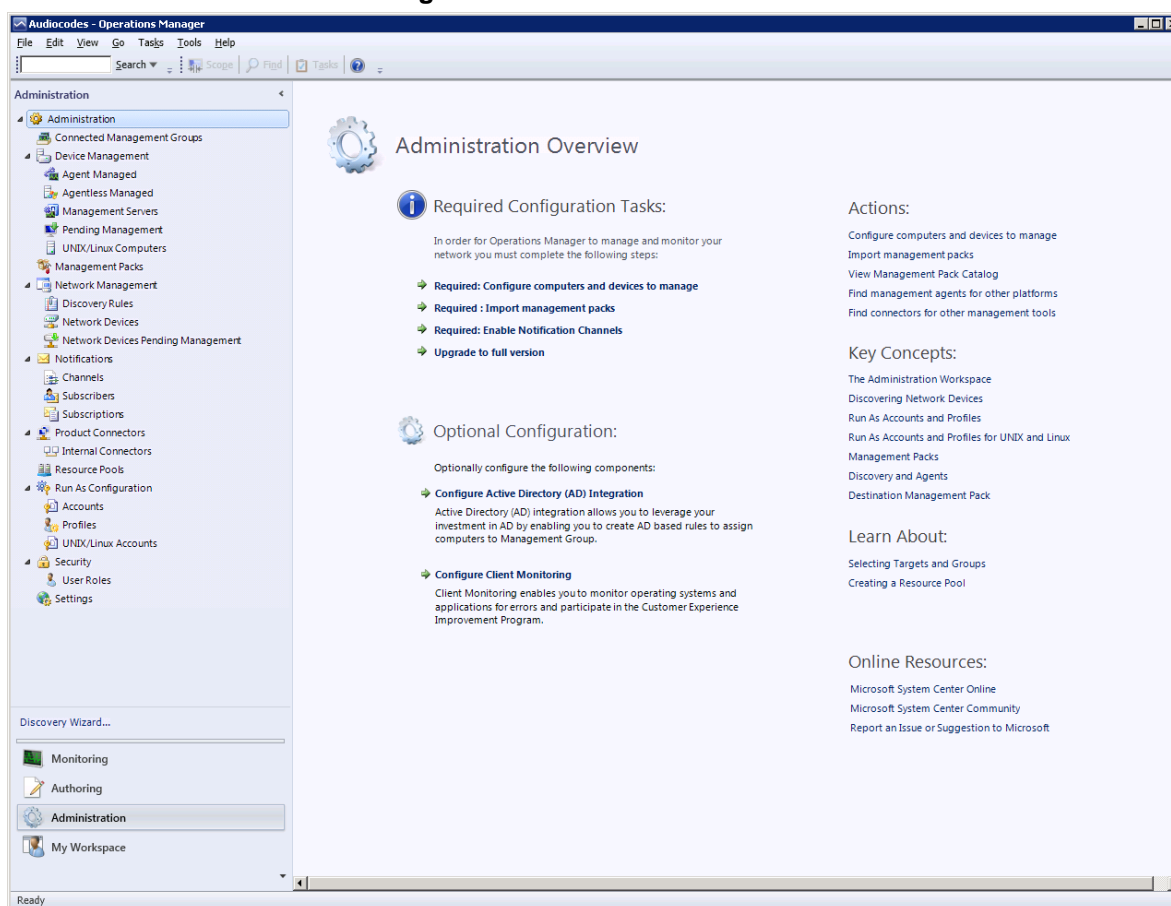 Audiocodes - Operations Manager
File Edit View Go Tasks Tools Help
Search Scope Find Tasks
Administration
Administration
Connected Management Groups
Device Management
Agent Managed
Agentless Managed
Management Servers
Pending Management
UNIX/Linux Computers
Management Packs
Network Management
Discovery Rules
Network Devices
Network Devices Pending Management
Notifications
Channels
Subscribers
Subscriptions
Product Connectors
Internal Connectors
Resource Pools
Run As Configuration
Accounts
Profiles
UNIX/Linux Accounts
Security
User Roles
Settings
Discovery Wizard...
Monitoring
Authoring
Administration
My Workspace
Administration Overview
Required Configuration Tasks:
In order for Operations Manager to manage and monitor your
network you must complete the following steps:
Required: Configure computers and devices to manage
Required : Import management packs
Required: Enable Notification Channels
Upgrade to full version
Optional Configuration:
Optionally configure the following components:
Configure Active Directory (AD) Integration
Active Directory (AD) integration allows you to leverage your
investment in AD by enabling you to create AD based rules to assign
computers to Management Group.
Configure Client Monitoring
Client Monitoring enables you to monitor operating systems and
applications for errors and participate in the Customer Experience
Improvement Program.
Actions:
Configure computers and devices to manage
Import management packs
View Management Pack Catalog
Find management agents for other platforms
Find connectors for other management tools
Key Concepts:
The Administration Workspace
Discovering Network Devices
Run As Accounts and Profiles
Run As Accounts and Profiles for UNIX and Linux
Management Packs
Discovery and Agents
Destination Management Pack
Learn About:
Selecting Targets and Groups
Creating a Resource Pool
Online Resources:
Microsoft System Center Online
Microsoft System Center Community
Report an Issue or Suggestion to Microsoft
Ready